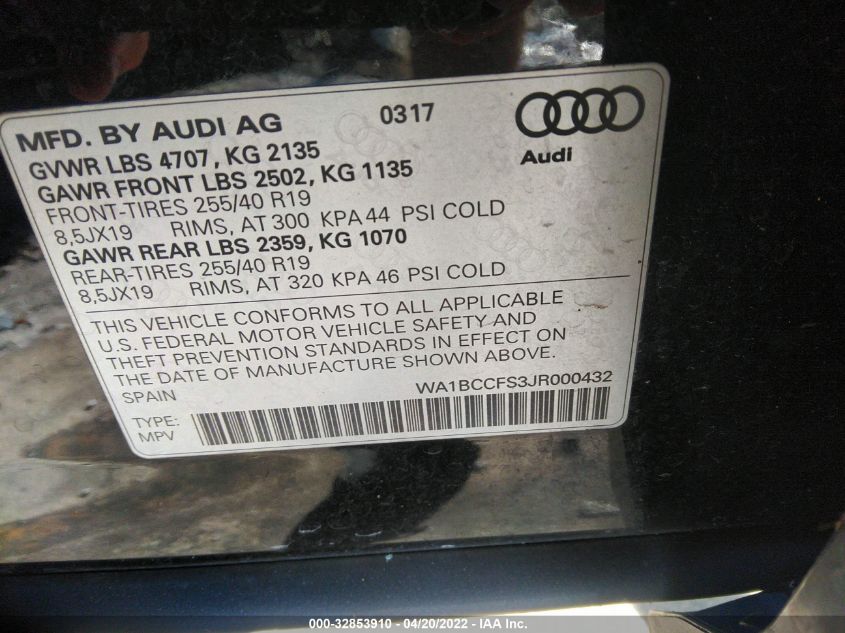 MFD. BY AUDI AG 0317
Audi
GVWR LBS 4707, KG 2135
GAWR FRONT LBS 2502, KG 1135
FRONT-TIRES 255/40 R19
8,5JX19 RIMS, AT 300 KPA 44 PSI COLD
GAWR REAR LBS 2359, KG 1070
REAR-TIRES 255/40 R19
8,5JX19 RIMS, AT 320 KPA 46 PSI COLD
THIS VEHICLE CONFORMS TO ALL APPLICABLE
U.S. FEDERAL MOTOR VEHICLE SAFETY AND
THEFT PREVENTION STANDARDS IN EFFECT ON
THE DATE OF MANUFACTURE SHOWN ABOVE.
SPAIN WA1BCCFS3JR000432
TYPE:
MPV
000-32853910 - 04/20/2022 - IAA Inc.